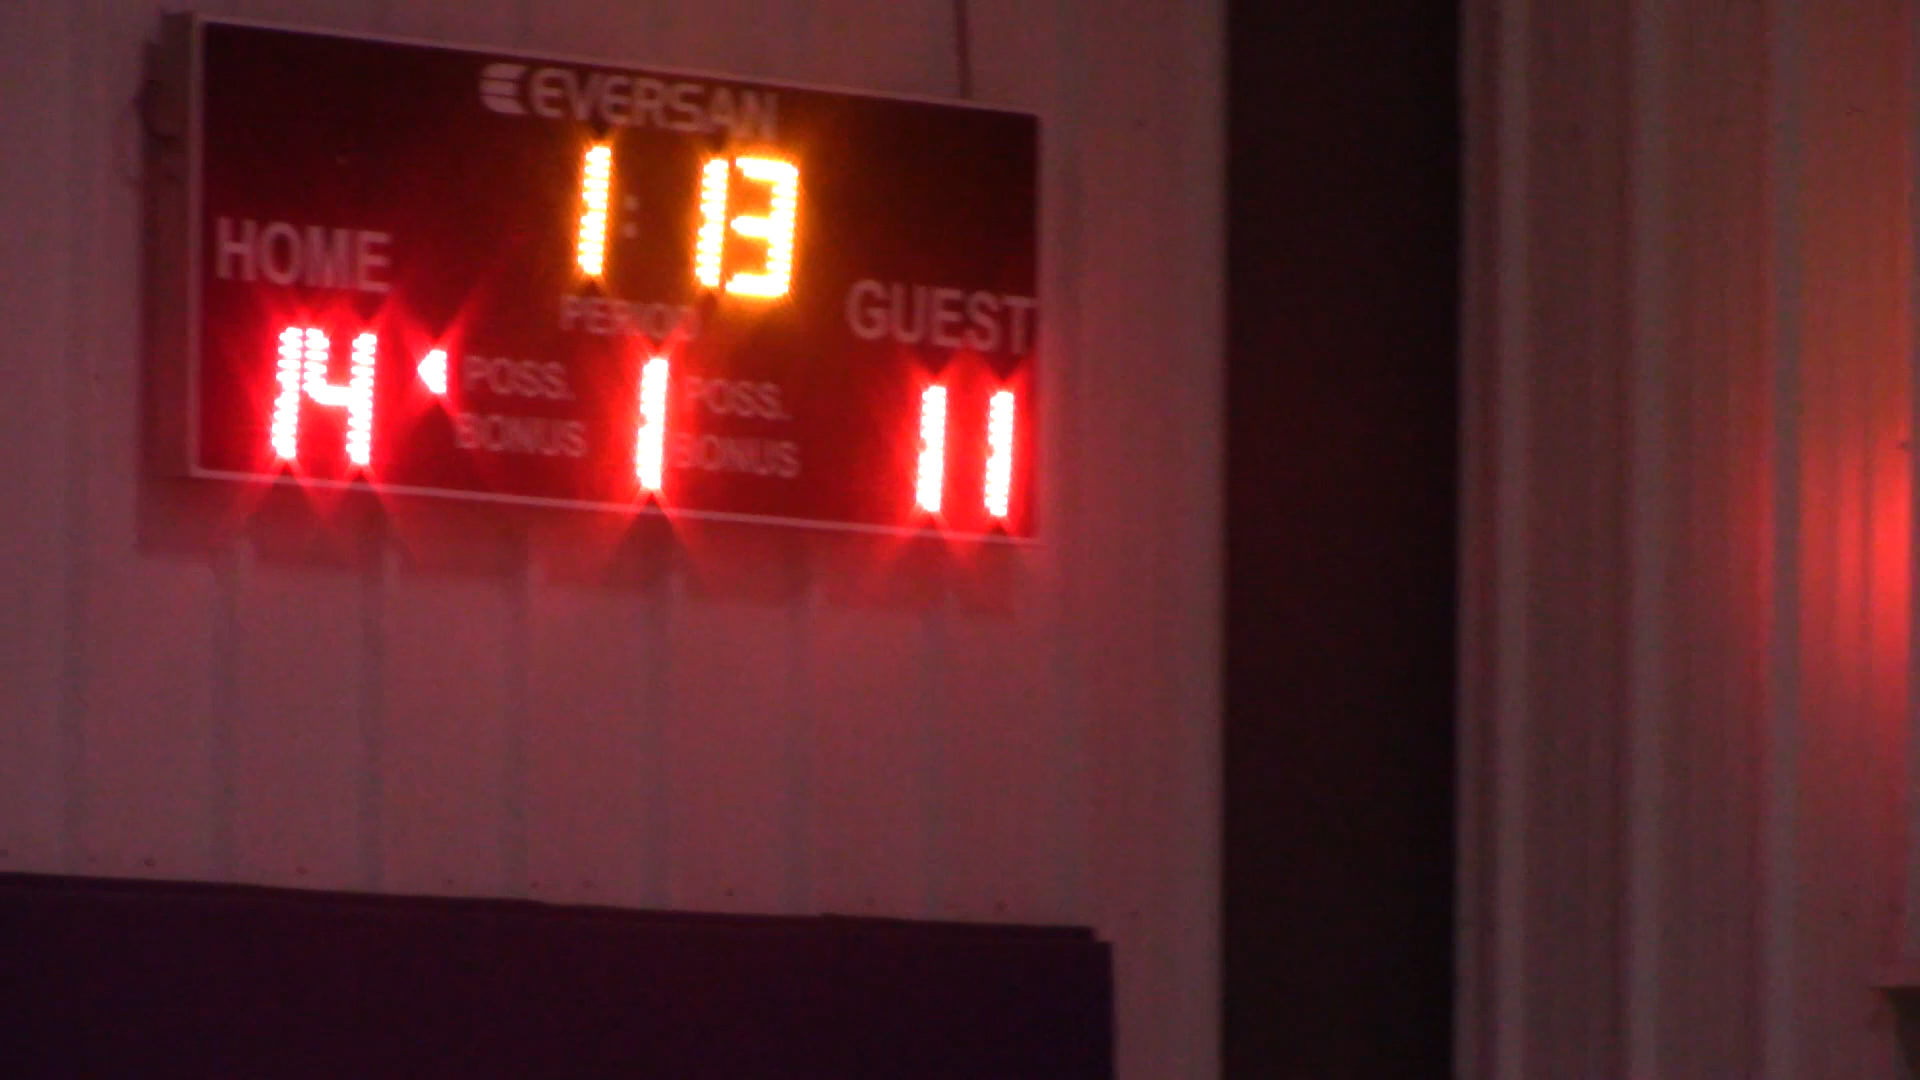 EVERSAN
1:13
HOME
PERIOD
GUEST
14 POSS. 1 POSS. 11
BONUS BONUS